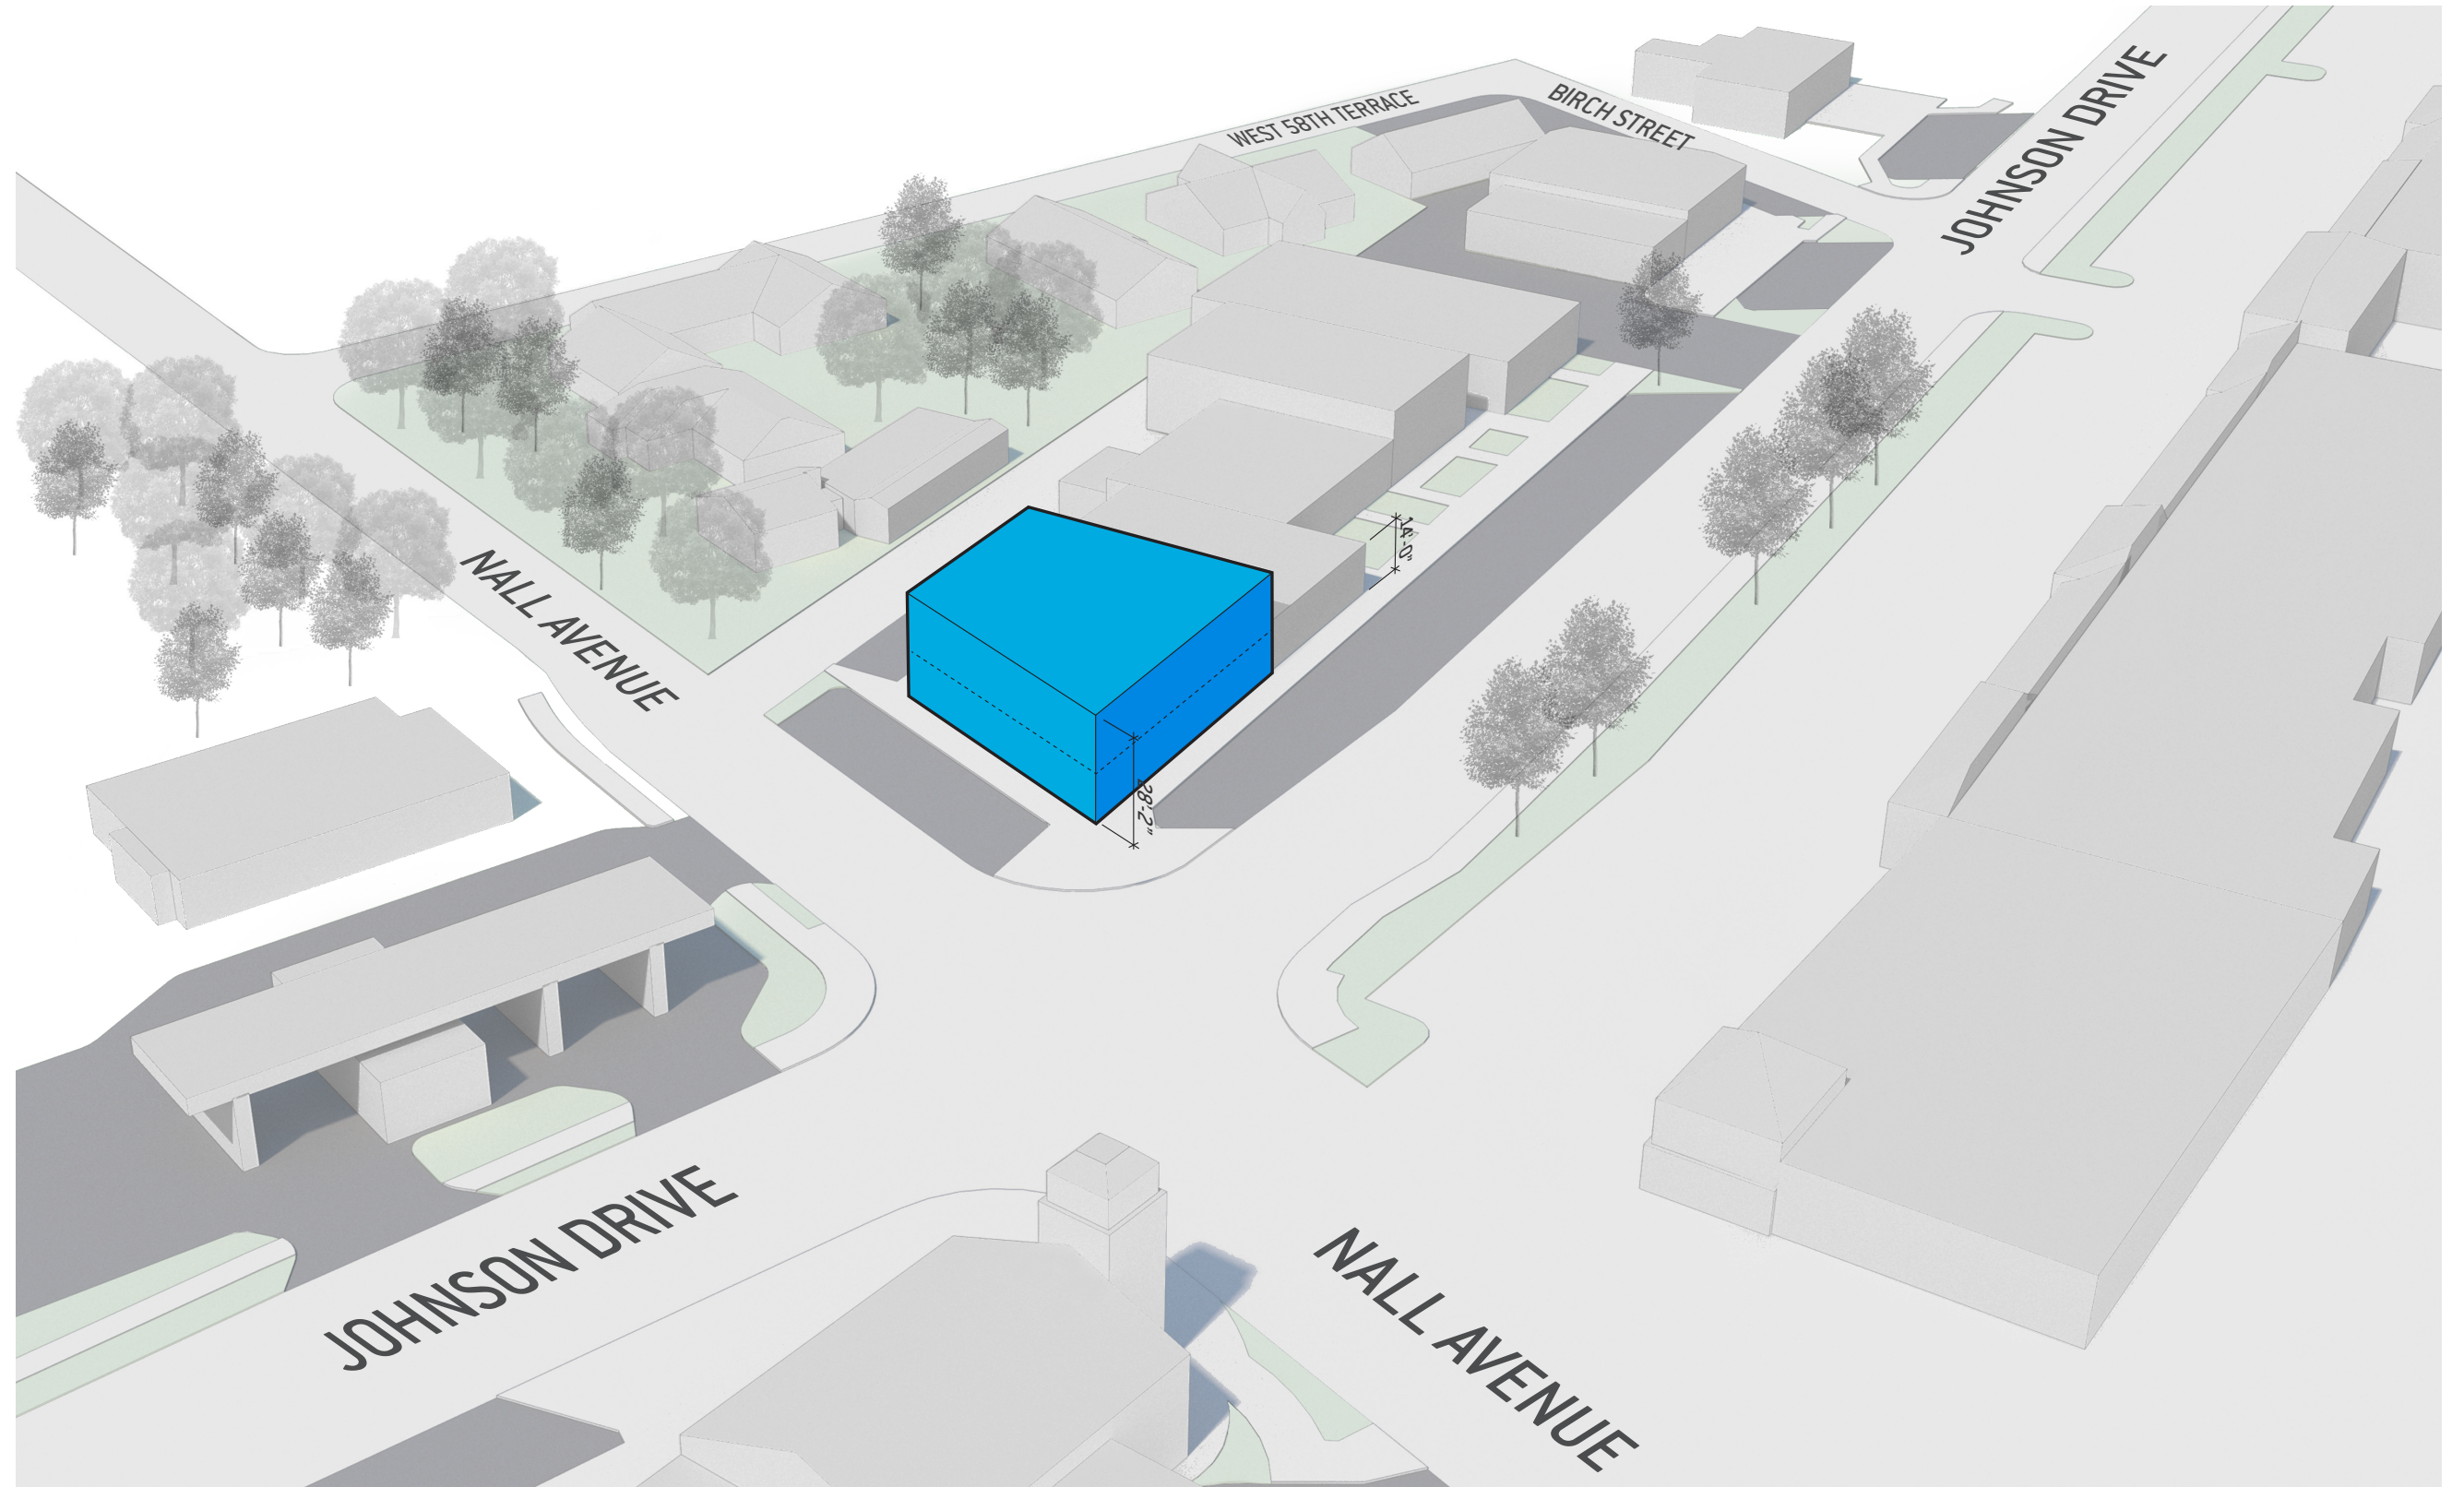 WEST 58TH TERRACE
BIRCH STREET
JOHNSON DRIVE
NALL AVENUE
14'-0"
28'-2"
JOHNSON DRIVE
NALL AVENUE